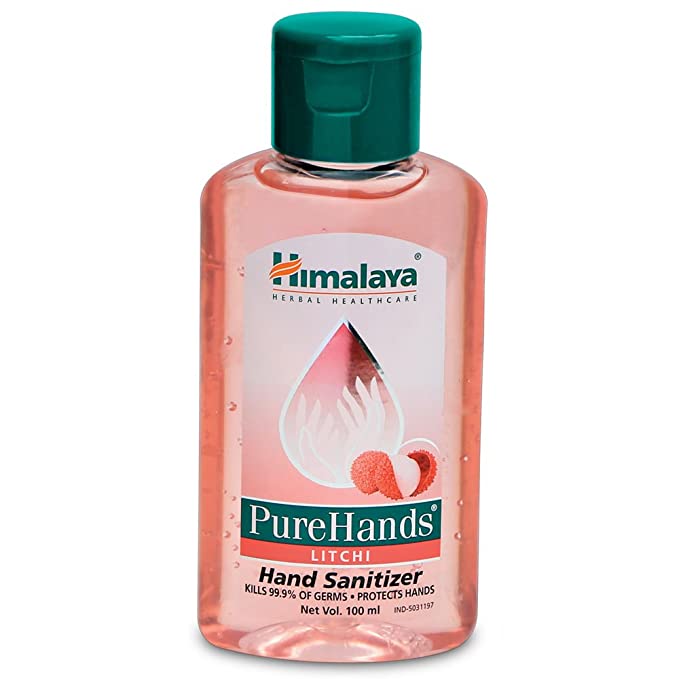 Himalaya®
HERBAL HEALTHCARE
PureHands®
LITCHI
Hand Sanitizer
KILLS 99.9% OF GERMS • PROTECTS HANDS
Net Vol. 100 ml IND-5031197